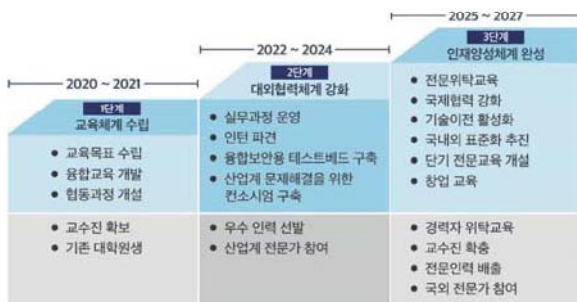 2020 ~ 2021
1단계
교육체계 수립
● 교육목표 수립
● 융합교육 개발
● 협동과정 개설
● 교수진 확보
● 기존 대학원생
2022 ~ 2024
2단계
대외협력체계 강화
● 실무과정 운영
● 인턴 파견
● 융합보안용 테스트베드 구축
● 산업계 문제해결을 위한
컨소시엄 구축
● 우수 인력 선발
● 산업계 전문가 참여
2025 ~ 2027
3단계
인재양성체계 완성
● 전문위탁교육
● 국제협력 강화
● 기술이전 활성화
● 국내외 표준화 추진
● 단기 전문교육 개설
● 창업 교육
● 경력자 위탁교육
● 교수진 확충
● 전문인력 배출
● 국외 전문가 참여